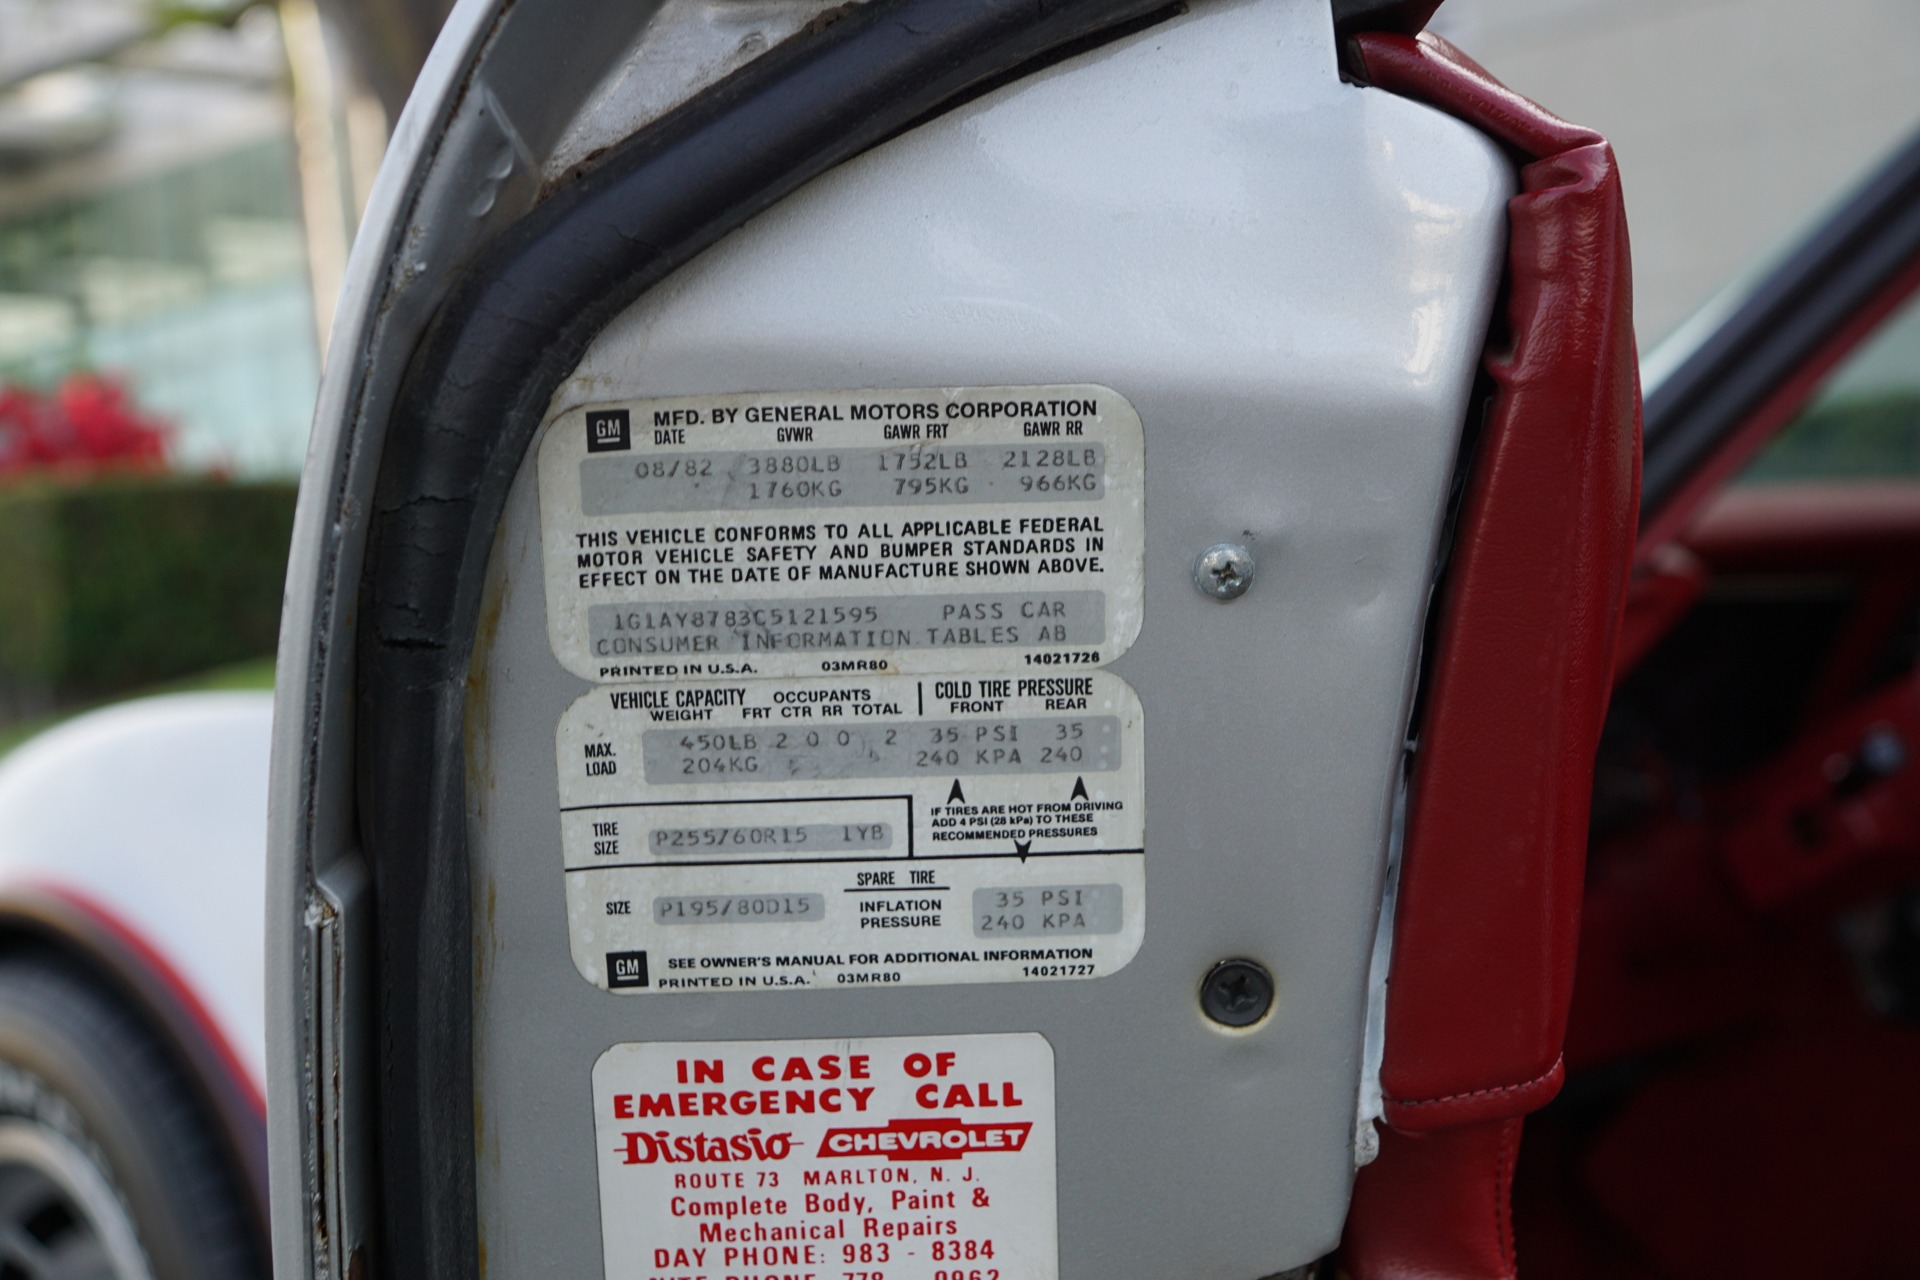 GM MFD. BY GENERAL MOTORS CORPORATION
DATE GVWR GAWR FRT GAWR RR
08/82 3880LB 1752LB 2128LB
1760KG 795KG 966KG
THIS VEHICLE CONFORMS TO ALL APPLICABLE FEDERAL
MOTOR VEHICLE SAFETY AND BUMPER STANDARDS IN
EFFECT ON THE DATE OF MANUFACTURE SHOWN ABOVE.
1G1AY8783C5121595 PASS CAR
CONSUMER INFORMATION TABLES AB
PRINTED IN U.S.A. 03MR80 14021726
VEHICLE CAPACITY OCCUPANTS COLD TIRE PRESSURE
WEIGHT FRT CTR RR TOTAL FRONT REAR
MAX. LOAD 450LB 2 0 0 2 35 PSI 35
204KG 240 KPA 240
IF TIRES ARE HOT FROM DRIVING
ADD 4 PSI (28 kPa) TO THESE
RECOMMENDED PRESSURES
TIRE SIZE P255/60R15 1YB
SPARE TIRE
SIZE P195/80D15 INFLATION PRESSURE 35 PSI
240 KPA
GM SEE OWNER'S MANUAL FOR ADDITIONAL INFORMATION
PRINTED IN U.S.A. 03MR80 14021727
IN CASE OF
EMERGENCY CALL
Distasio CHEVROLET
ROUTE 73 MARLTON, N. J.
Complete Body, Paint &
Mechanical Repairs
DAY PHONE: 983 - 8384